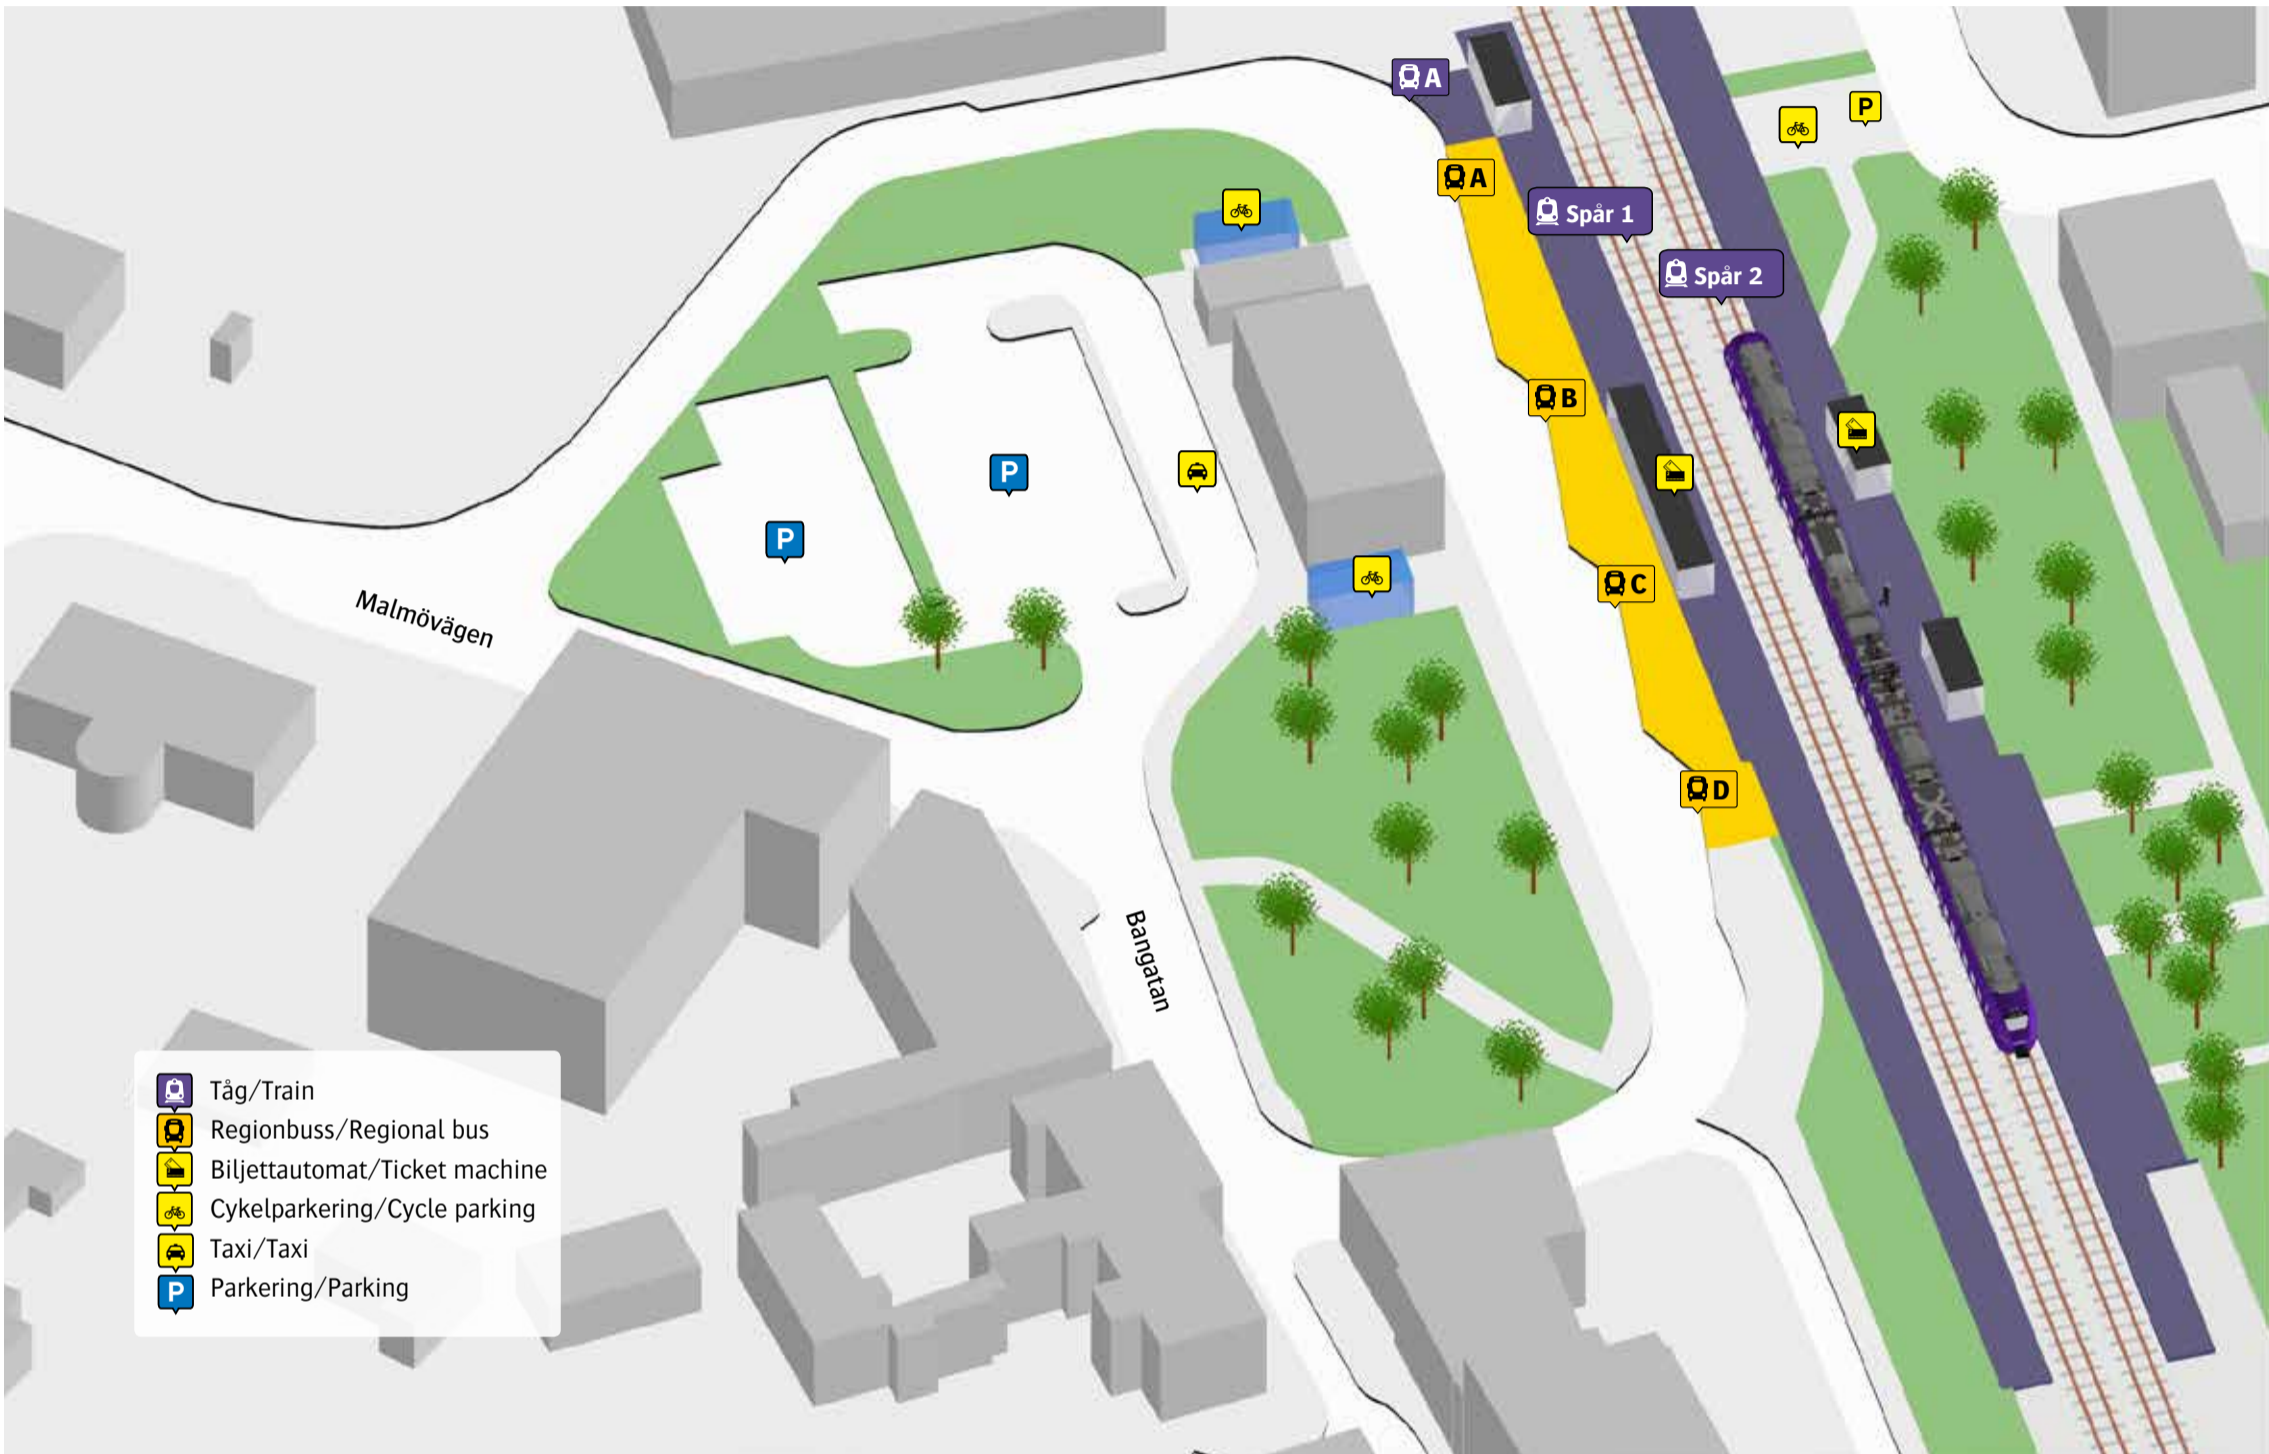 A
P
A
Spår 1
Spår 2
B
P
P
C
Malmövägen
D
Bangatan
Tåg/Train
Regionbuss/Regional bus
Biljettautomat/Ticket machine
Cykelparkering/Cycle parking
Taxi/Taxi
P Parkering/Parking